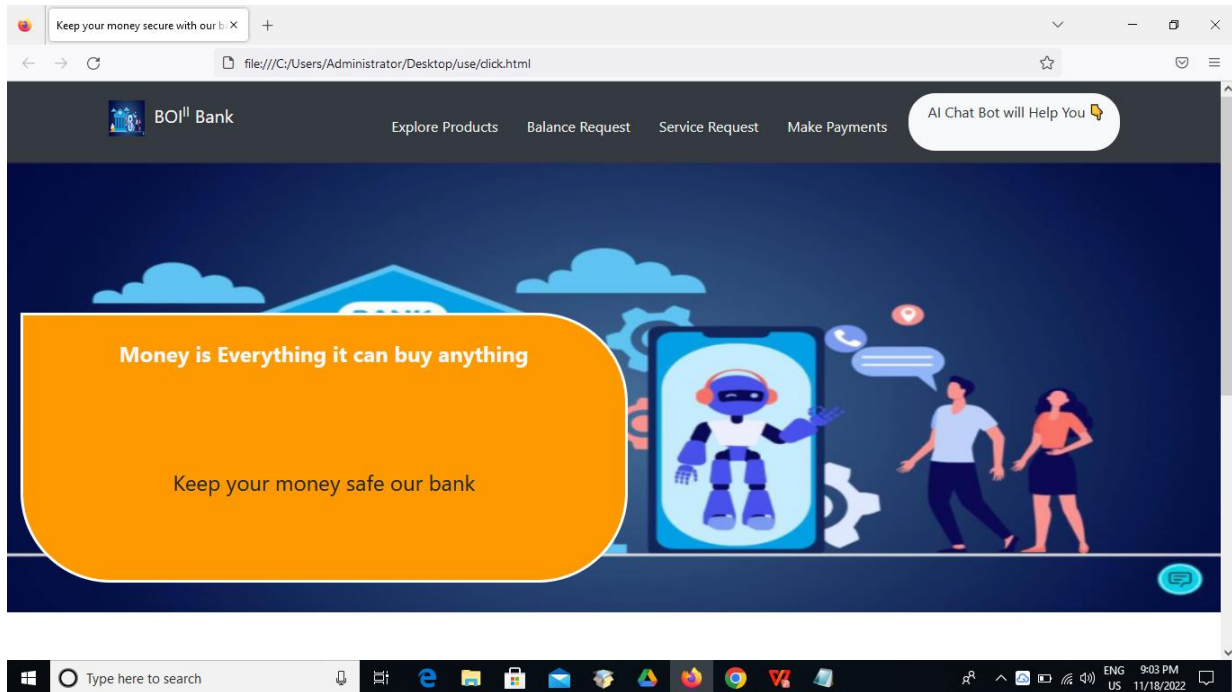 Keep your money secure with our b
file:///C:/Users/Administrator/Desktop/use/click.html
BOIII Bank
Explore Products Balance Request Service Request Make Payments
AI Chat Bot will Help You 👇
Money is Everything it can buy anything
Keep your money safe our bank
Type here to search
ENG 9:03 PM
US 11/18/2022